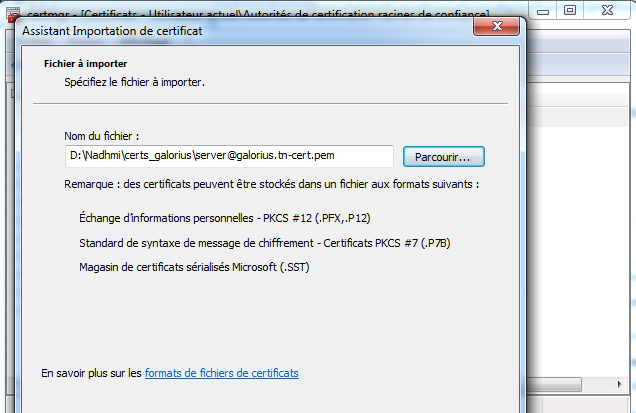 certmgr - [Certificats - Utilisateur actuel\Autorités de certification racines de confiance]
Assistant Importation de certificat
Fichier à importer
Spécifiez le fichier à importer.
Nom du fichier :
D:\Nadhmi\certs_galorius\server@galorius.tn-cert.pem
Parcourir...
Remarque : des certificats peuvent être stockés dans un fichier aux formats suivants :
Échange d'informations personnelles - PKCS #12 (.PFX,.P12)
Standard de syntaxe de message de chiffrement - Certificats PKCS #7 (.P7B)
Magasin de certificats sérialisés Microsoft (.SST)
En savoir plus sur les formats de fichiers de certificats